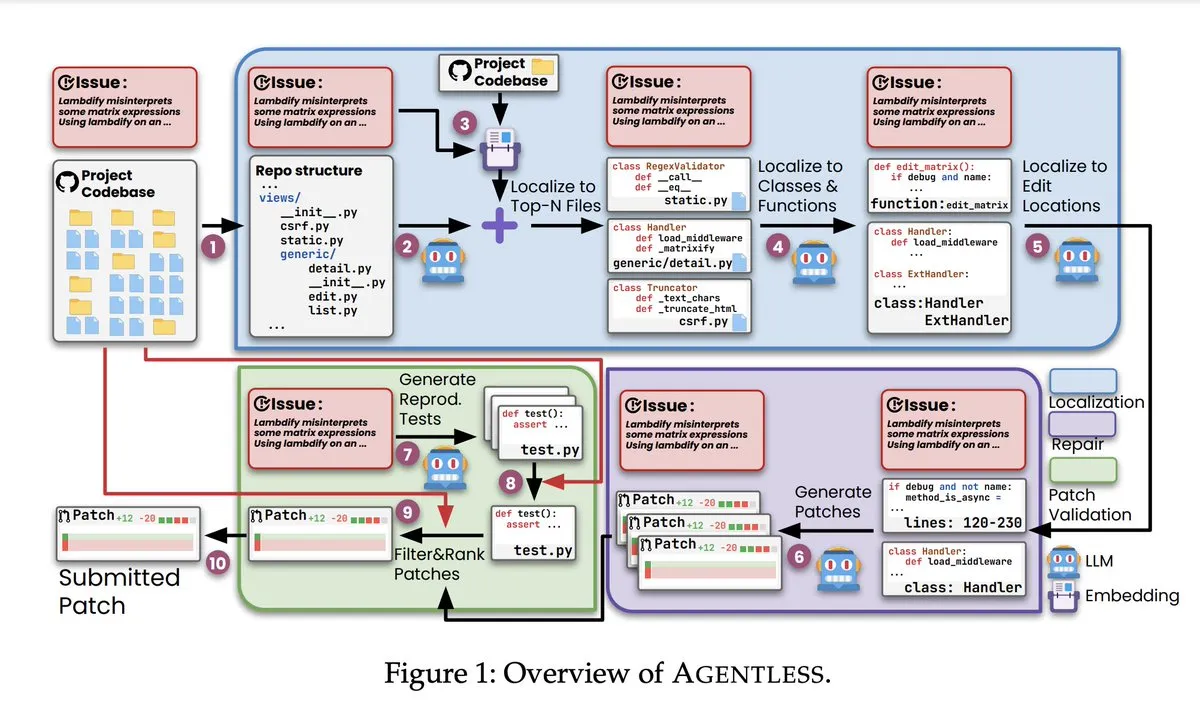 Issue:
Lambdify misinterprets
some matrix expressions
Using lambdify on an ...
Project
Codebase
1
Issue:
Lambdify misinterprets
some matrix expressions
Using lambdify on an ...
Repo structure
...
views/
__init__.py
csrf.py
static.py
generic/
detail.py
__init__.py
edit.py
list.py
...
2
Project
Codebase
3
Localize to
Top-N Files
Issue:
Lambdify misinterprets
some matrix expressions
Using lambdify on an ...
class RegexValidator
def __call__
def __eq__
static.py
class Handler
def load_middleware
def _matrixify
generic/detail.py
class Truncator
def _text_chars
def _truncate_html
csrf.py
Localize to
Classes &
Functions
4
Issue:
Lambdify misinterprets
some matrix expressions
Using lambdify on an ...
def edit_matrix():
if debug and name:
...
function:edit_matrix
class Handler:
def load_middleware
...
class ExtHandler:
...
class:Handler
ExtHandler
Localize to
Edit
Locations
5
Issue:
Lambdify misinterprets
some matrix expressions
Using lambdify on an ...
if debug and not name:
method_is_async =
...
lines: 120-230
class Handler:
def load_middleware
...
class: Handler
Generate
Patches
6
Issue:
Lambdify misinterprets
some matrix expressions
Using lambdify on an ...
Patch +12 -20
Patch +12 -20
Patch +12 -20
Issue:
Lambdify misinterprets
some matrix expressions
Using lambdify on an ...
Generate
Reprod.
Tests
7
def test():
assert ...
test.py
8
def test():
assert ...
test.py
9
Filter&Rank
Patches
Patch +12 -20
10
Patch +12 -20
Submitted
Patch
Localization
Repair
Patch
Validation
LLM
Embedding
Figure 1: Overview of AGENTLESS.